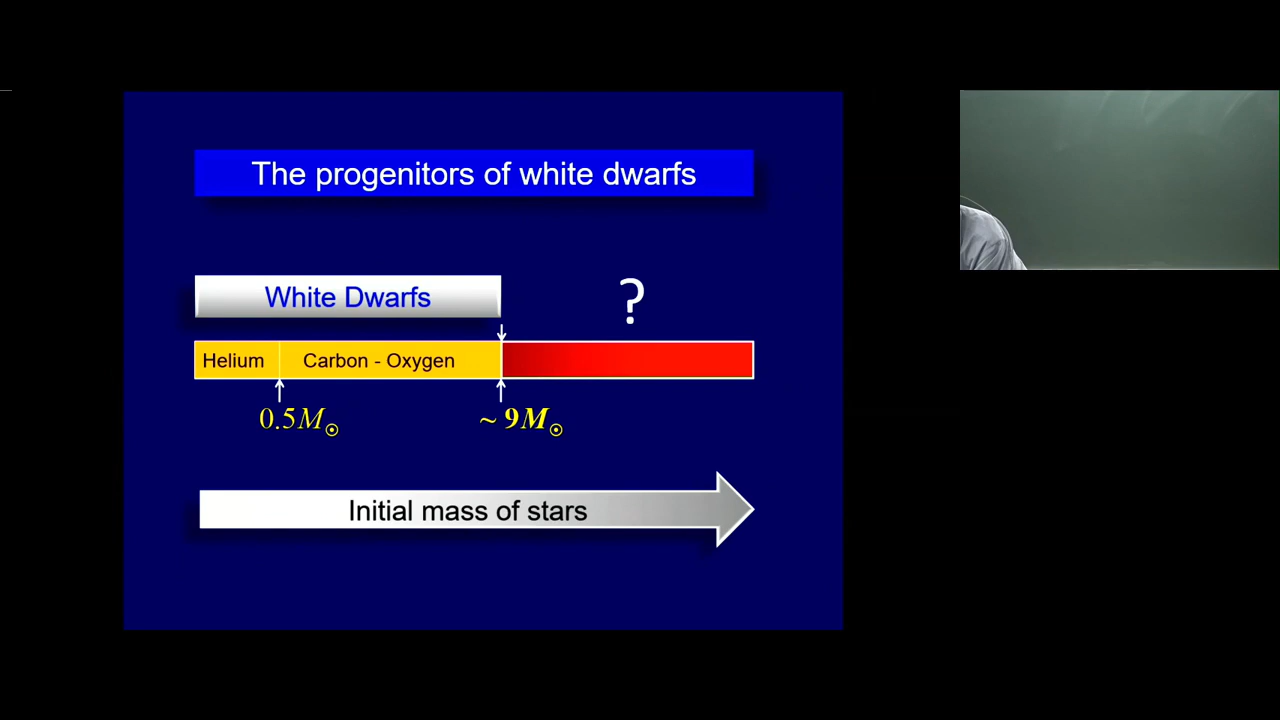 The progenitors of white dwarfs
White Dwarfs
?
Helium
Carbon - Oxygen
0.5M☉
~ 9M☉
Initial mass of stars